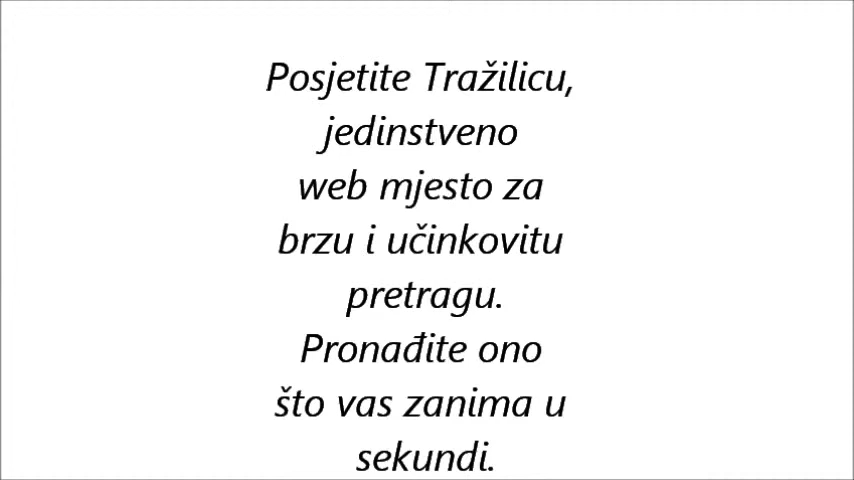 Posjetite Tražilicu,
jedinstveno
web mjesto za
brzu i učinkovitu
pretragu.
Pronađite ono
što vas zanima u
sekundi.